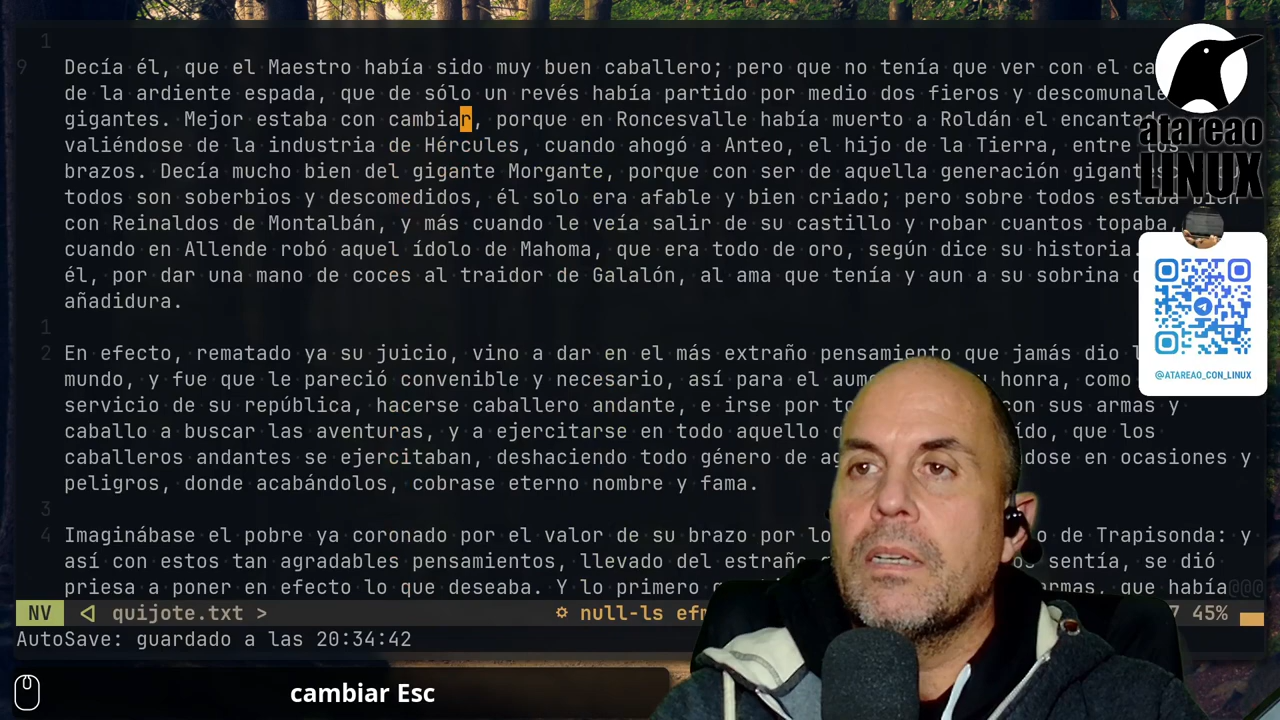 1
9 Decía él, que el Maestro había sido muy buen caballero; pero que no tenía que ver con el
de la ardiente espada, que de sólo un revés había partido por medio dos fieros y
gigantes. Mejor estaba con cambiar, porque en Roncesvalle había muerto a Roldán el
valiéndose de la industria de Hércules, cuando ahogó a Anteo, el hijo de la Tierra, entre los
brazos. Decía mucho bien del gigante Morgante, porque con ser de aquella generación
todos son soberbios y descomedidos, él solo era afable y bien criado; pero sobre todos estaba bien
con Reinaldos de Montalbán, y más cuando le veía salir de su castillo y robar cuantos topaba,
cuando en Allende robó aquel ídolo de Mahoma, que era todo de oro, según dice su historia.
él, por dar una mano de coces al traidor de Galalón, al ama que tenía y aun a su sobrina
añadidura.
1
2 En efecto, rematado ya su juicio, vino a dar en el más extraño pensamiento que jamás dio
mundo, y fue que le pareció convenible y necesario, así para el honra, como
servicio de su república, hacerse caballero andante, e irse por con sus armas y
caballo a buscar las aventuras, y a ejercitarse en todo aquello que los
caballeros andantes se ejercitaban, deshaciendo todo género de en ocasiones y
peligros, donde acabándolos, cobrase eterno nombre y fama.
3
4 Imaginábase el pobre ya coronado por el valor de su brazo por de Trapisonda: y
así con estos tan agradables pensamientos, llevado del sentía, se dió
priesa a poner en efecto lo que deseaba. Y lo primero armas, que había@@@
NV quijote.txt > null-ls 45%
AutoSave: guardado a las 20:34:42
cambiar Esc
atareao
LINUX
@ATAREAO_CON_LINUX